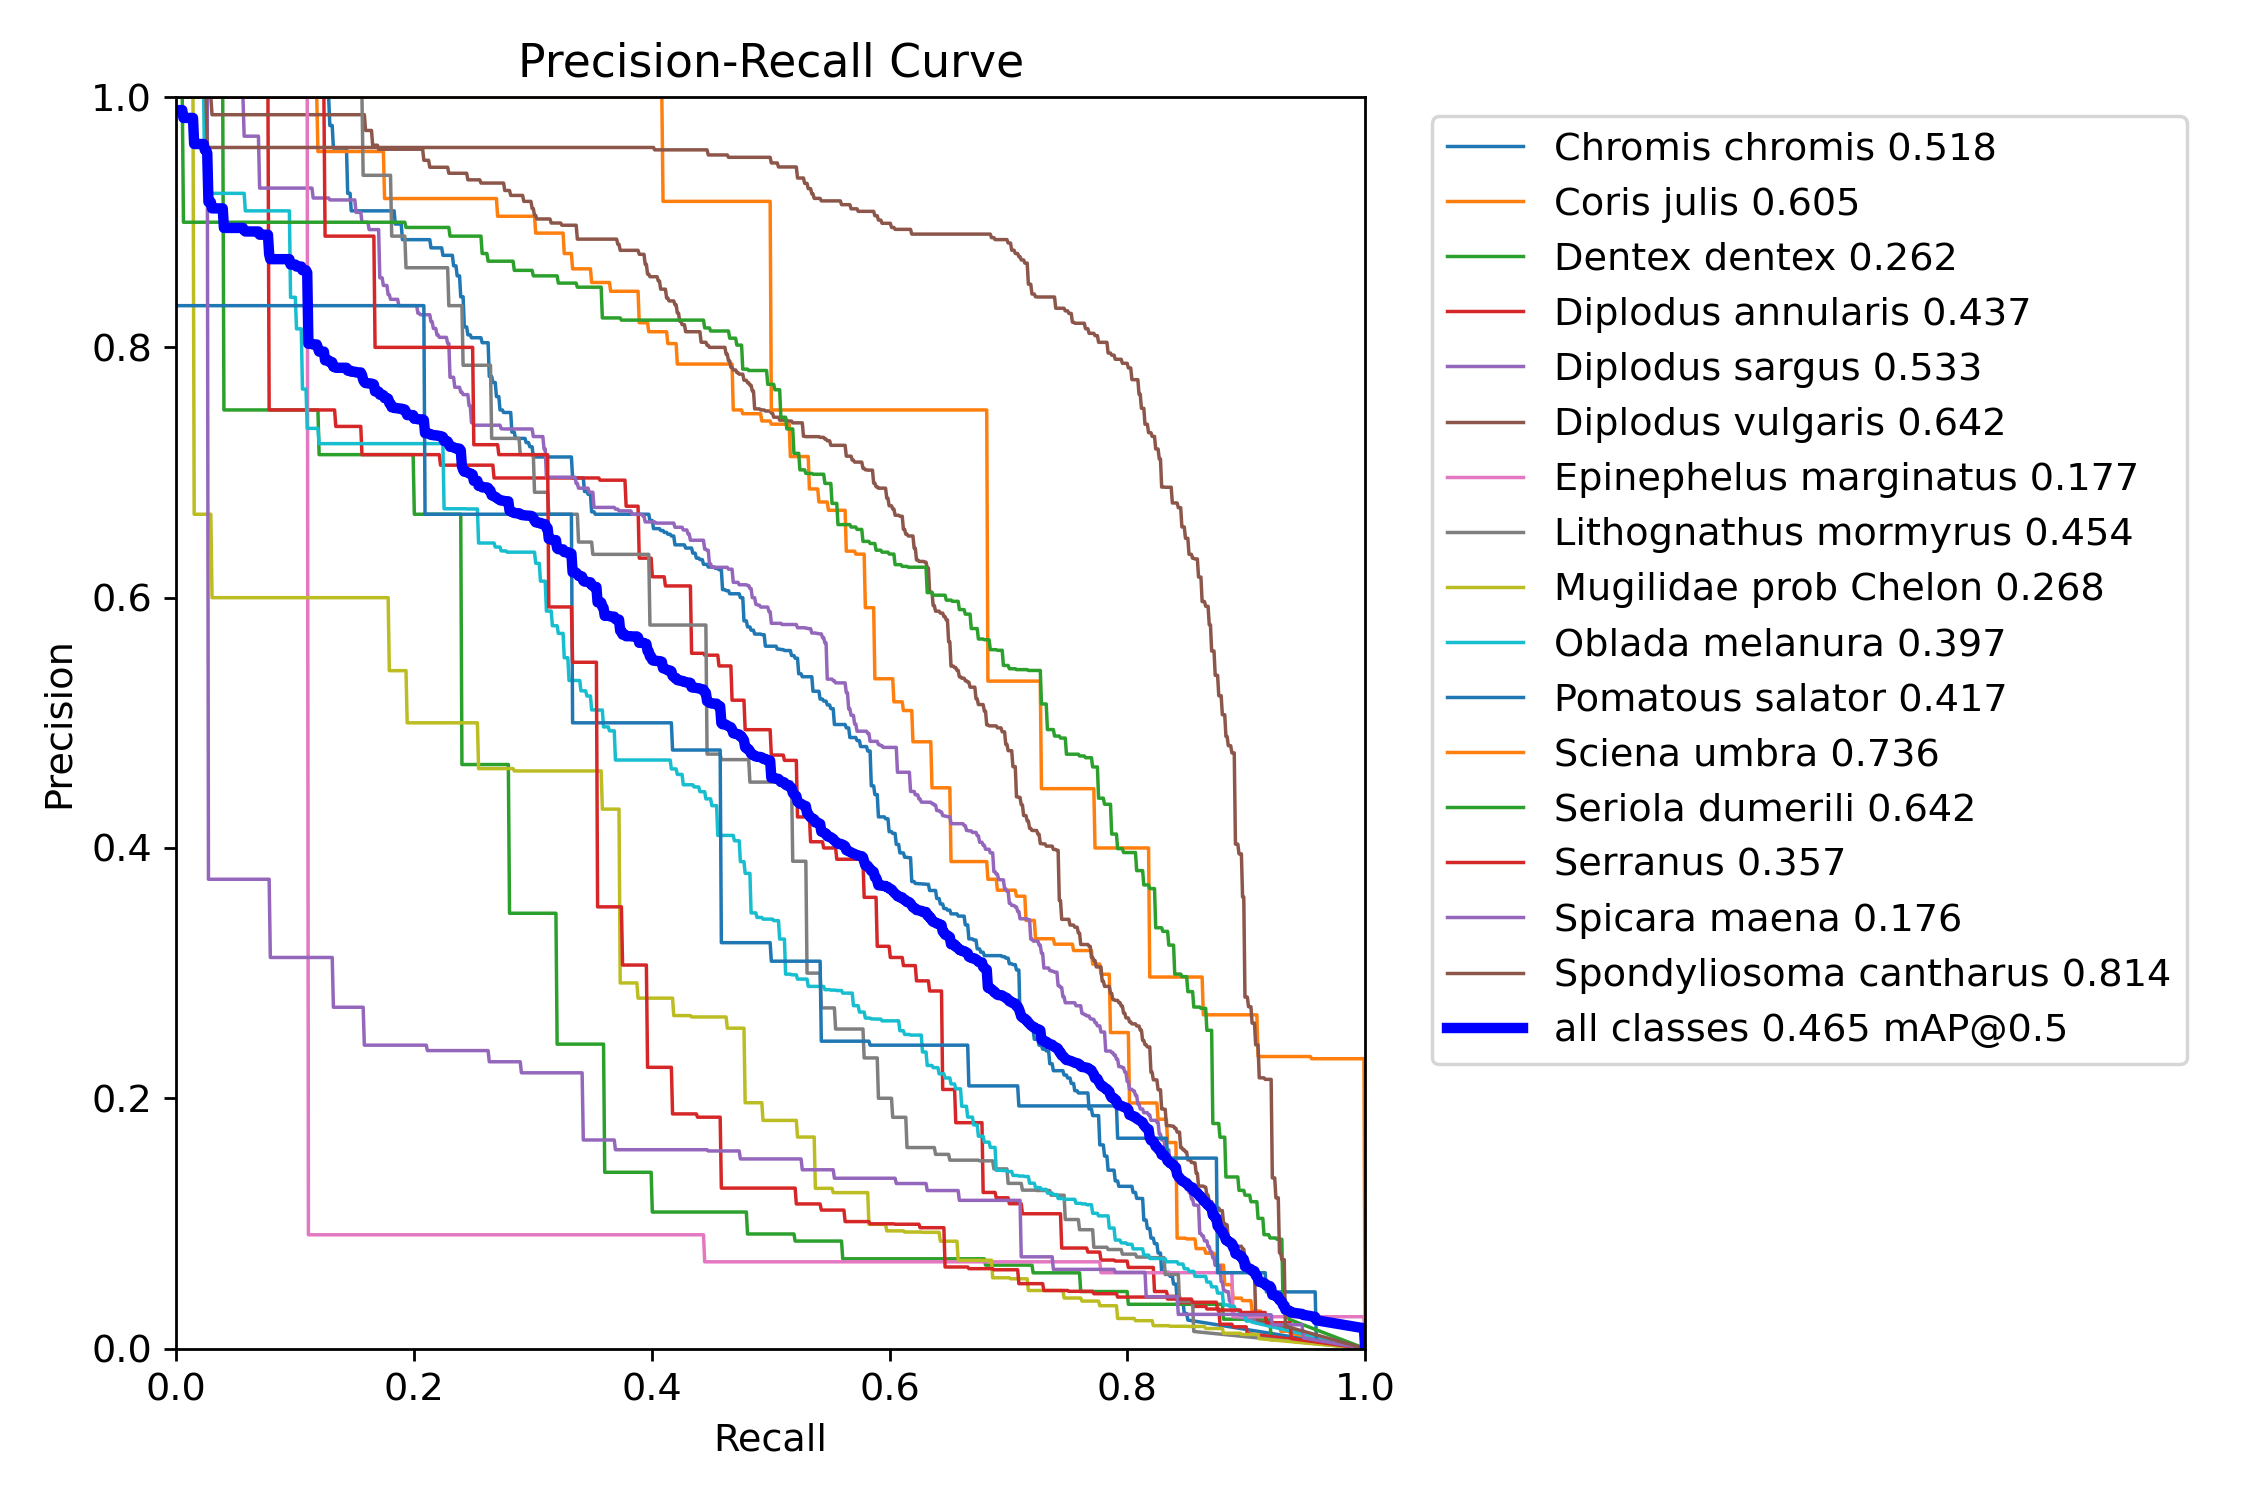 Precision-Recall Curve
1.0
0.8
0.6
0.4
0.2
0.0
Precision
0.0 0.2 0.4 0.6 0.8 1.0
Recall
Chromis chromis 0.518
Coris julis 0.605
Dentex dentex 0.262
Diplodus annularis 0.437
Diplodus sargus 0.533
Diplodus vulgaris 0.642
Epinephelus marginatus 0.177
Lithognathus mormyrus 0.454
Mugilidae prob Chelon 0.268
Oblada melanura 0.397
Pomatous salator 0.417
Sciena umbra 0.736
Seriola dumerili 0.642
Serranus 0.357
Spicara maena 0.176
Spondyliosoma cantharus 0.814
all classes 0.465 mAP@0.5